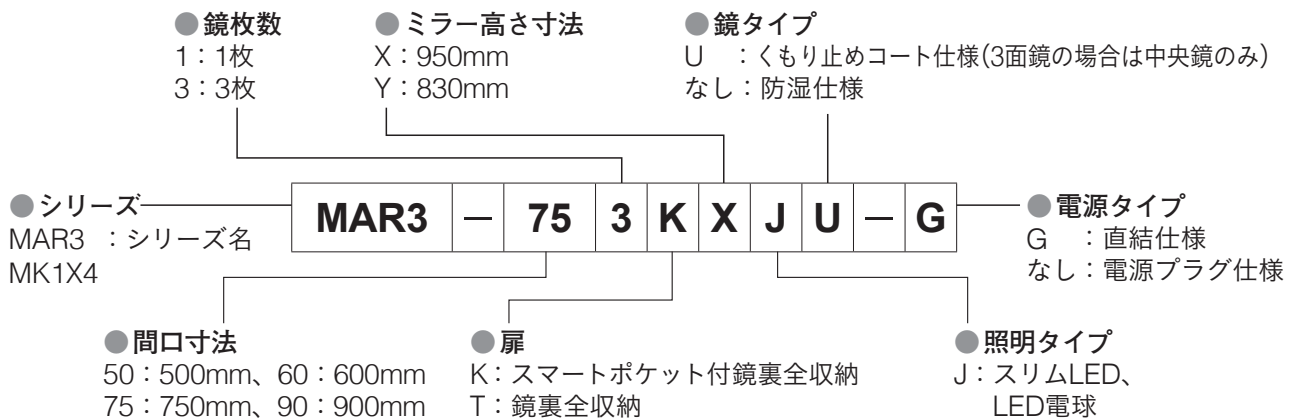 ●鏡枚数
1：1枚
3：3枚
●ミラー高さ寸法
X：950mm
Y：830mm
●鏡タイプ
U　：くもり止めコート仕様(3面鏡の場合は中央鏡のみ)
なし：防湿仕様
●シリーズ
MAR3　：シリーズ名
MK1X4
MAR3 － 75 3 K X J U － G
●電源タイプ
G　：直結仕様
なし：電源プラグ仕様
●間口寸法
50：500mm、60：600mm
75：750mm、90：900mm
●扉
K：スマートポケット付鏡裏全収納
T：鏡裏全収納
●照明タイプ
J：スリムLED、
LED電球